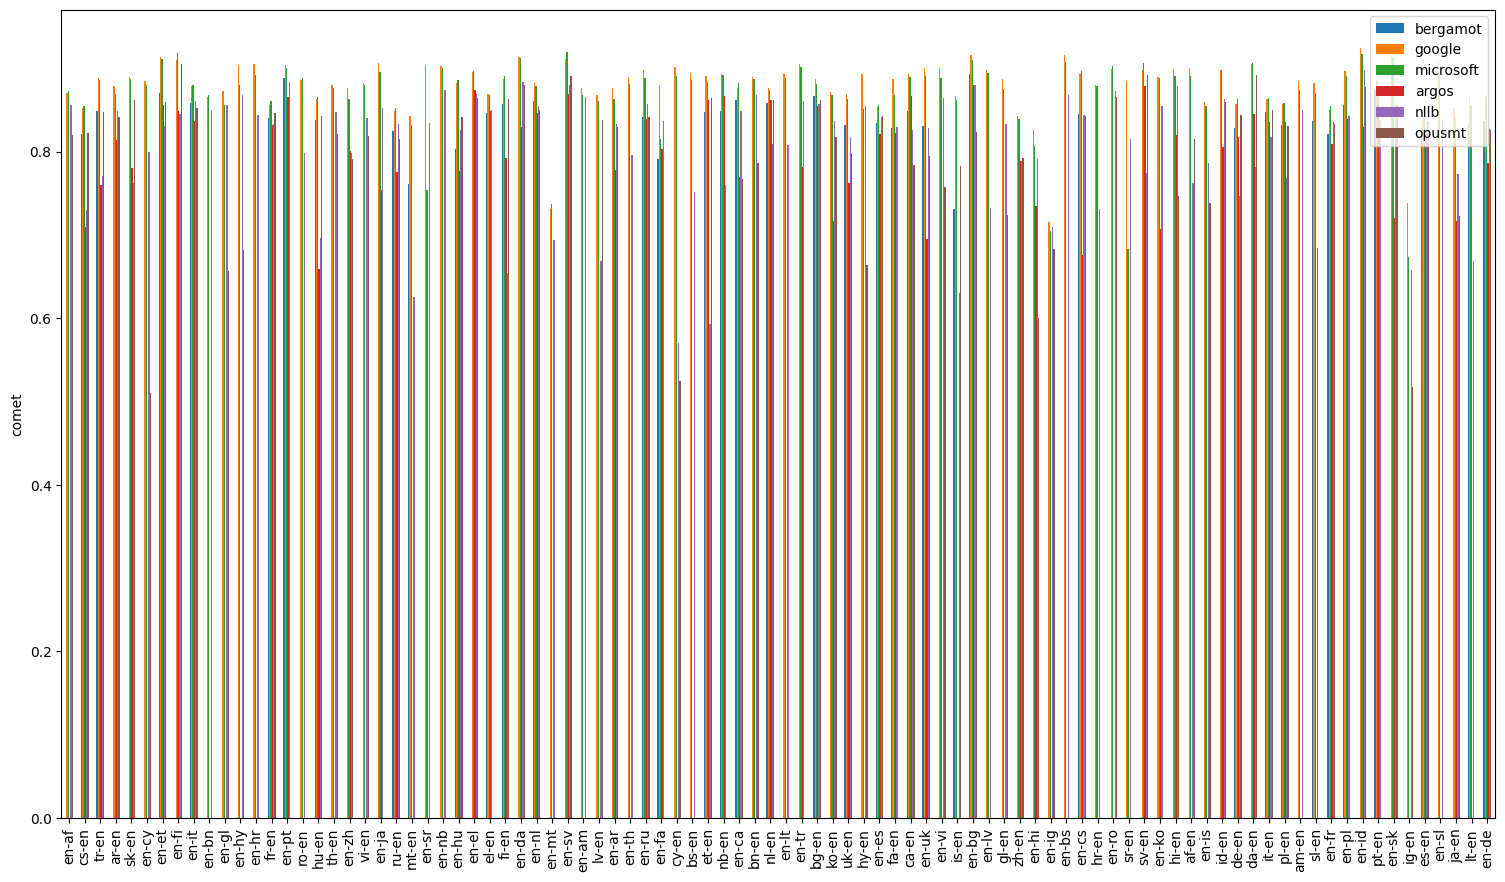 bergamot
google
microsoft
argos
nllb
opusmt
comet
0.8
0.6
0.4
0.2
0.0
en-af
cs-en
tr-en
ar-en
sk-en
en-cy
en-et
en-fi
en-it
en-bn
en-gl
en-hy
en-hr
fr-en
en-pt
ro-en
hu-en
th-en
en-zh
vi-en
en-ja
ru-en
mt-en
en-sr
en-nb
en-hu
en-el
el-en
fi-en
en-da
en-nl
en-mt
en-sv
en-am
lv-en
en-ar
en-th
en-ru
en-fa
cy-en
bs-en
et-en
nb-en
en-ca
bn-en
nl-en
en-lt
en-tr
bg-en
ko-en
uk-en
hy-en
en-es
fa-en
ca-en
en-uk
en-vi
is-en
en-bg
en-lv
gl-en
zh-en
en-hi
en-ig
en-bs
en-cs
hr-en
en-ro
sr-en
sv-en
en-ko
hi-en
af-en
en-is
id-en
de-en
da-en
it-en
pl-en
am-en
sl-en
en-fr
en-pl
en-id
pt-en
en-sk
ig-en
es-en
en-sl
ja-en
lt-en
en-de